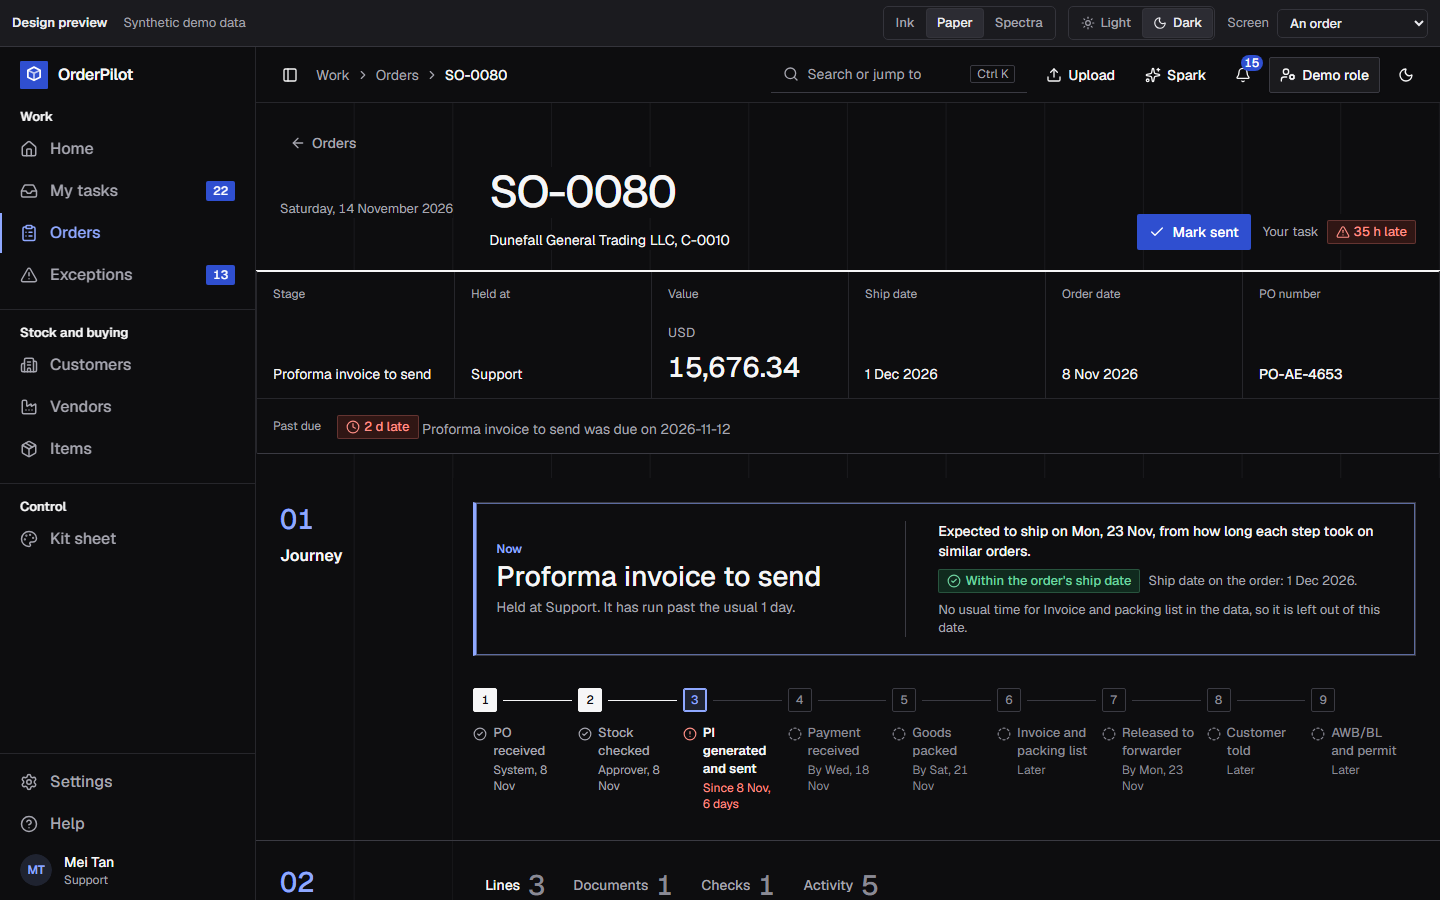 Design preview Synthetic demo data Ink Paper Spectra Light Dark Screen An order
OrderPilot
Work
Home
My tasks 22
Orders
Exceptions 13
Stock and buying
Customers
Vendors
Items
Control
Kit sheet
Settings
Help
MT Mei Tan
Support
Work Orders SO-0080 Search or jump to Ctrl K Upload Spark 15 Demo role
Orders
Saturday, 14 November 2026
SO-0080
Dunefall General Trading LLC, C-0010
Mark sent Your task 35 h late
Stage Held at Value Ship date Order date PO number
USD
Proforma invoice to send Support 15,676.34 1 Dec 2026 8 Nov 2026 PO-AE-4653
Past due 2 d late Proforma invoice to send was due on 2026-11-12
01
Journey
Now
Proforma invoice to send
Held at Support. It has run past the usual 1 day.
Expected to ship on Mon, 23 Nov, from how long each step took on
similar orders.
Within the order's ship date Ship date on the order: 1 Dec 2026.
No usual time for Invoice and packing list in the data, so it is left out of this
date.
1 2 3 4 5 6 7 8 9
PO
received
System, 8
Nov
Stock
checked
Approver, 8
Nov
PI
generated
and sent
Since 8 Nov,
6 days
Payment
received
By Wed, 18
Nov
Goods
packed
By Sat, 21
Nov
Invoice and
packing list
Later
Released to
forwarder
By Mon, 23
Nov
Customer
told
Later
AWB/BL
and permit
Later
02
Lines 3 Documents 1 Checks 1 Activity 5